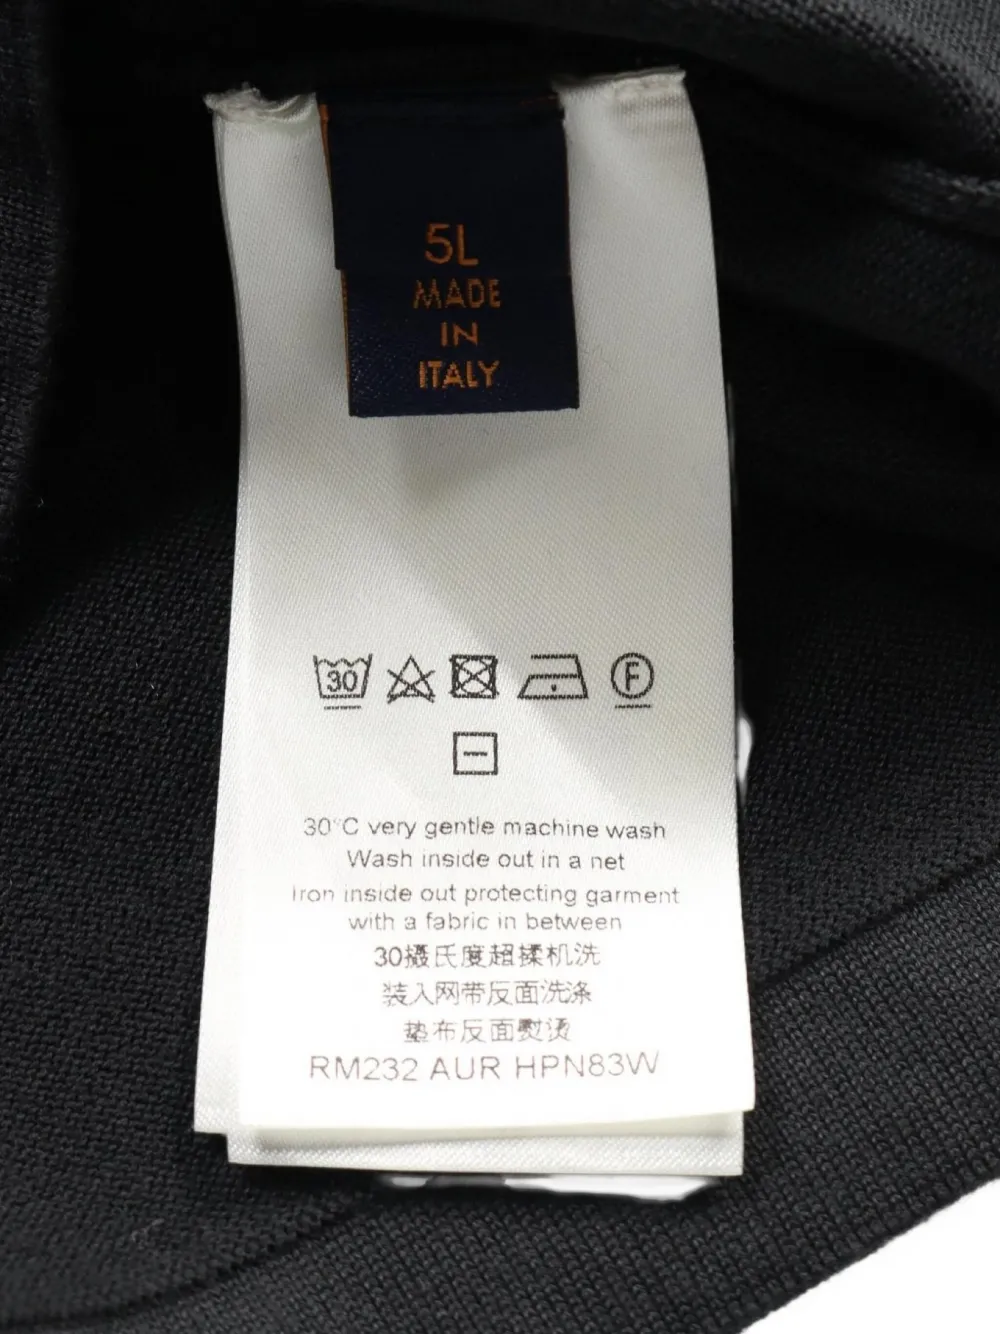 5L
MADE
IN
ITALY
30
F
30°C very gentle machine wash
Wash inside out in a net
Iron inside out protecting garment
with a fabric in between
30摄氏度超揉机洗
装入网带反面洗涤
垫布反面熨烫
RM232 AUR HPN83W